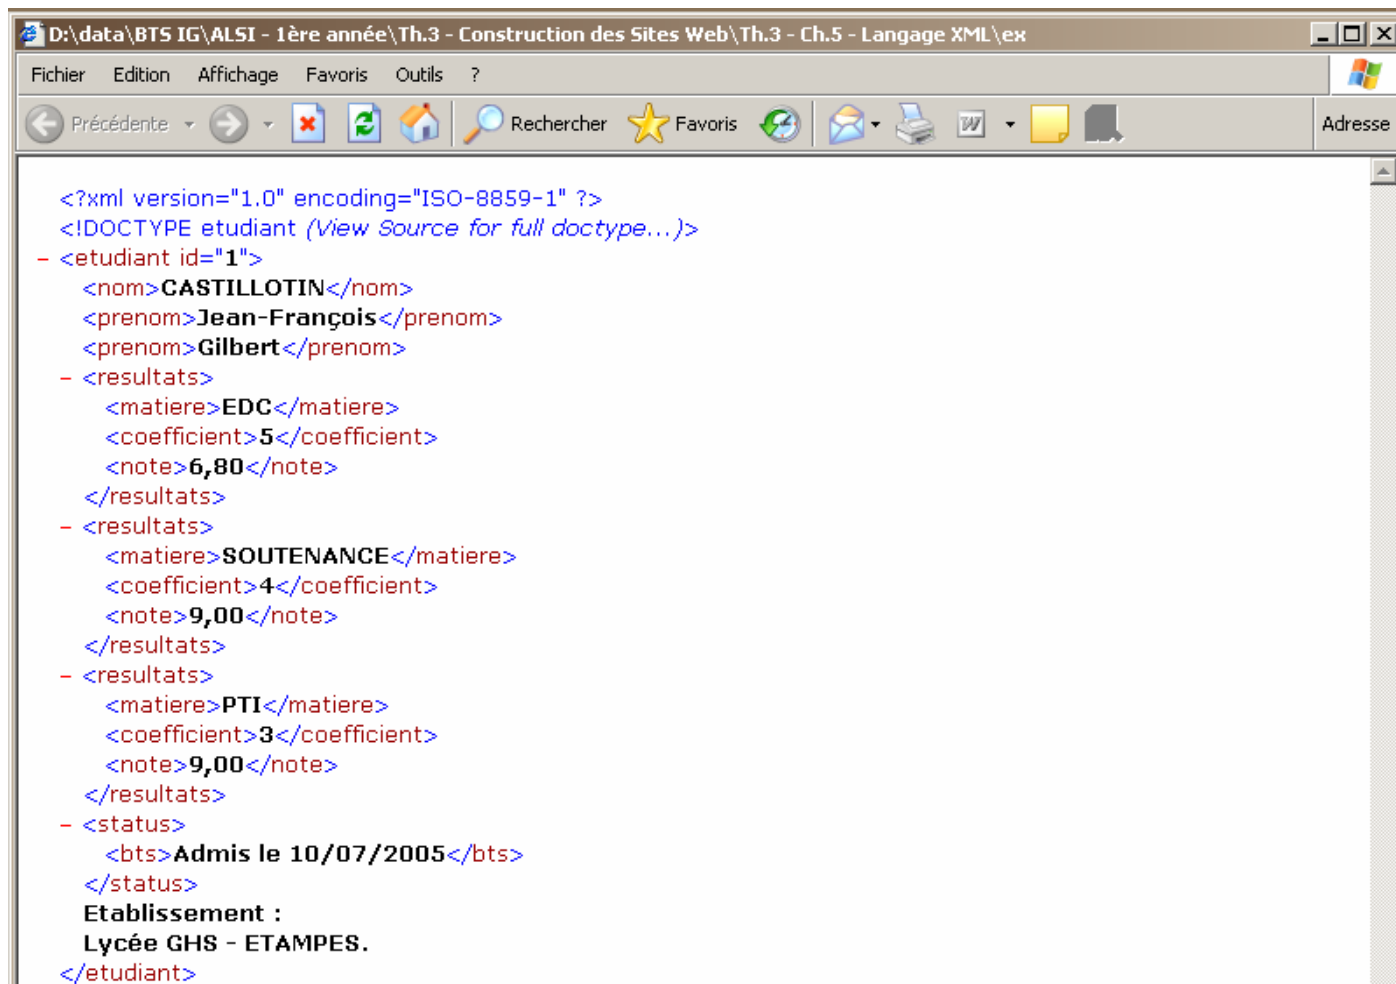 D:\data\BTS IG\ALSI - 1ère année\Th.3 - Construction des Sites Web\Th.3 - Ch.5 - Langage XML\ex
Fichier Edition Affichage Favoris Outils ?
Précédente Rechercher Favoris Adresse
<?xml version="1.0" encoding="ISO-8859-1" ?>
<!DOCTYPE etudiant (View Source for full doctype...)>
- <etudiant id="1">
<nom>CASTILLOTIN</nom>
<prenom>Jean-François</prenom>
<prenom>Gilbert</prenom>
- <resultats>
<matiere>EDC</matiere>
<coefficient>5</coefficient>
<note>6,80</note>
</resultats>
- <resultats>
<matiere>SOUTENANCE</matiere>
<coefficient>4</coefficient>
<note>9,00</note>
</resultats>
- <resultats>
<matiere>PTI</matiere>
<coefficient>3</coefficient>
<note>9,00</note>
</resultats>
- <status>
<bts>Admis le 10/07/2005</bts>
</status>
Etablissement :
Lycée GHS - ETAMPES.
</etudiant>